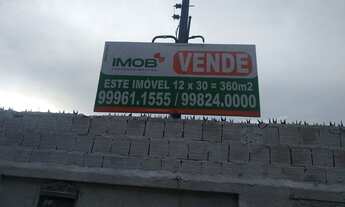 IMOB
VENDE
ESTE IMÓVEL 12 x 30 = 360m2
99961.1555 / 99824.0000